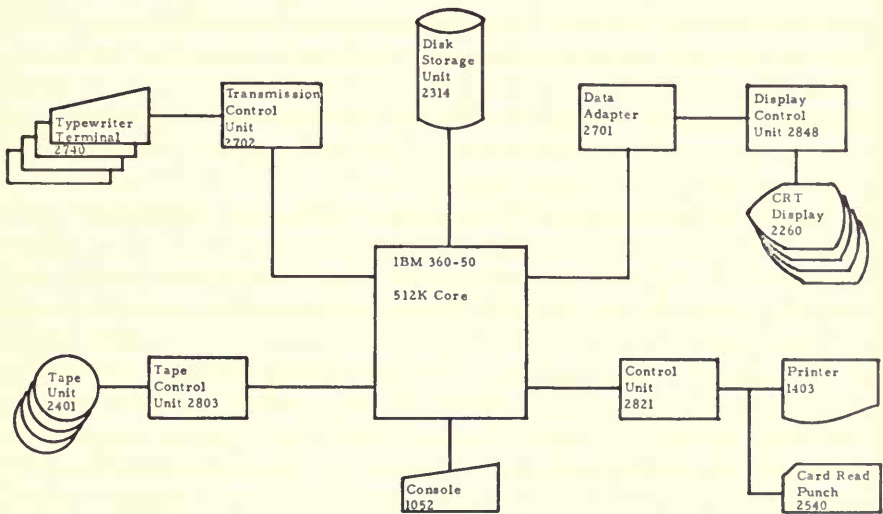 Disk
Storage
Unit
2314
Typewriter
Terminal
2740
Transmission
Control
Unit
2702
Data
Adapter
2701
Display
Control
Unit 2848
CRT
Display
2260
IBM 360-50
512K Core
Tape
Unit
2401
Tape
Control
Unit 2803
Control
Unit
2821
Printer
1403
Console
1052
Card Read
Punch
2540